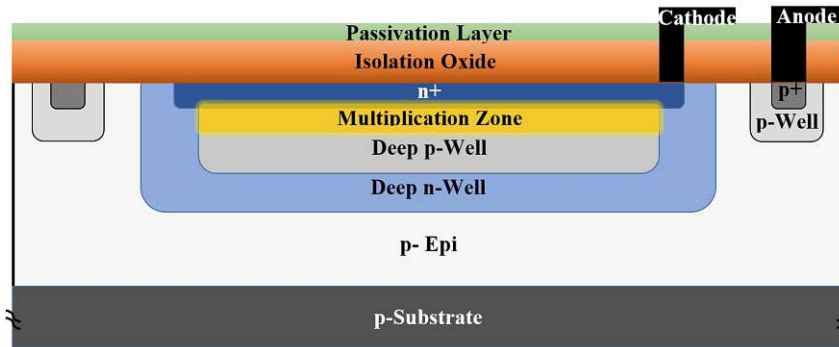 Cathode
Anode
Passivation Layer
Isolation Oxide
n+
p+
Multiplication Zone
p-Well
Deep p-Well
Deep n-Well
p- Epi
p-Substrate